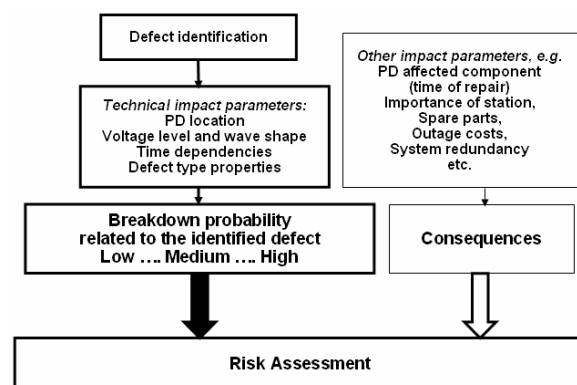 Defect identification
Technical impact parameters:
PD location
Voltage level and wave shape
Time dependencies
Defect type properties
Breakdown probability
related to the identified defect
Low .... Medium .... High
Other impact parameters, e.g.
PD affected component
(time of repair)
Importance of station,
Spare parts,
Outage costs,
System redundancy
etc.
Consequences
Risk Assessment